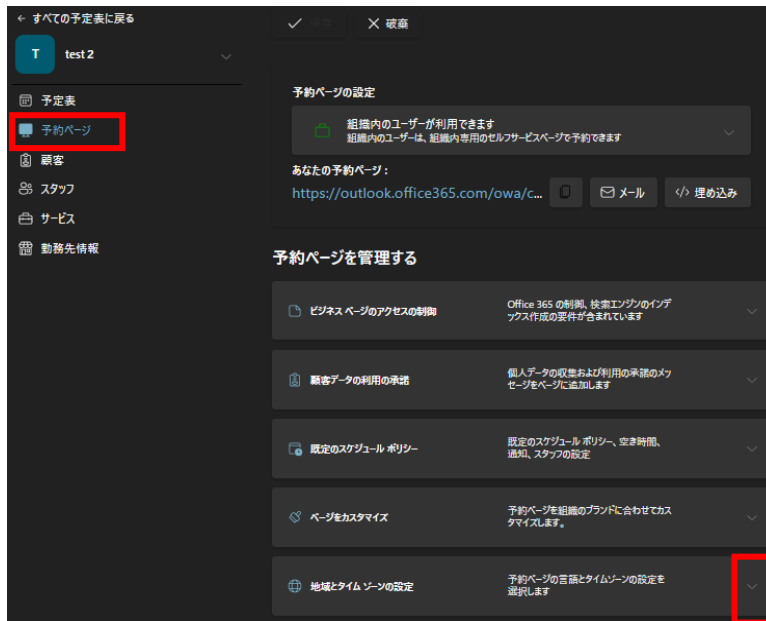 ← すべての予定表に戻る
T test 2
予定表
予約ページ
顧客
スタッフ
サービス
勤務先情報
破棄
予約ページの設定
組織内のユーザーが利用できます
組織内のユーザーは、組織内専用のセルフサービスページで予約できます
あなたの予約ページ :
https://outlook.office365.com/owa/c...
メール
</> 埋め込み
予約ページを管理する
ビジネス ページのアクセスの制御
Office 365 の制御、検索エンジンのインデ
ックス作成の要件が含まれています
顧客データの利用の承諾
個人データの収集および利用の承諾のメッ
セージをページに追加します
既定のスケジュール ポリシー
既定のスケジュール ポリシー、空き時間、
通知、スタッフの設定
ページをカスタマイズ
予約ページを組織のブランドに合わせてカス
タマイズします。
地域とタイム ゾーンの設定
予約ページの言語とタイムゾーンの設定を
選択します